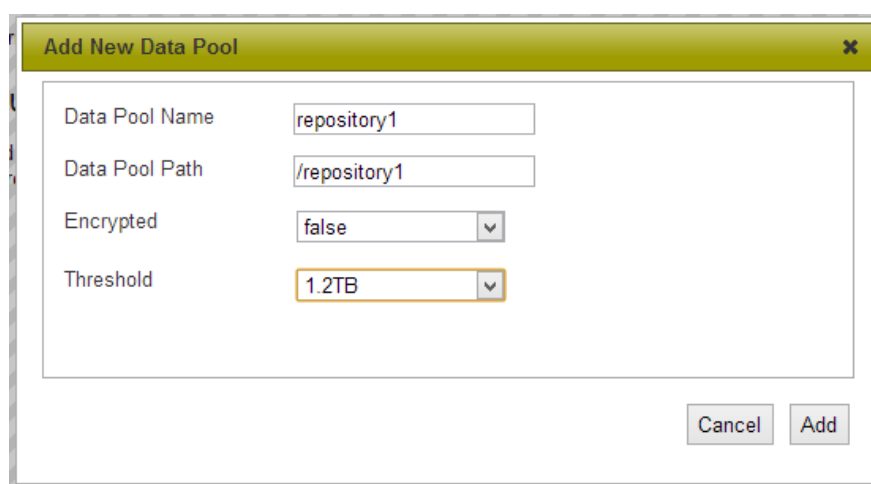 Add New Data Pool
Data Pool Name repository1
Data Pool Path /repository1
Encrypted false
Threshold 1.2TB
Cancel Add